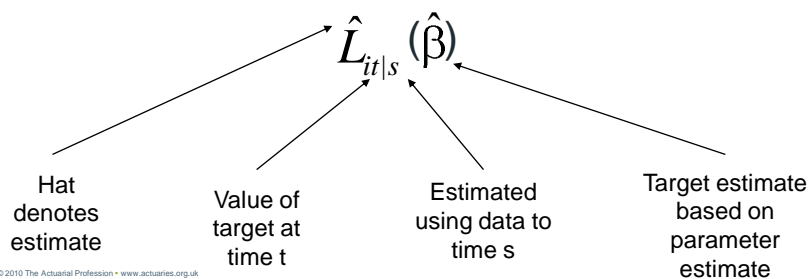 L̂it|s (β̂)
Hat
denotes
estimate
Value of
target at
time t
Estimated
using data to
time s
Target estimate
based on
parameter
estimate
© 2010 The Actuarial Profession • www.actuaries.org.uk